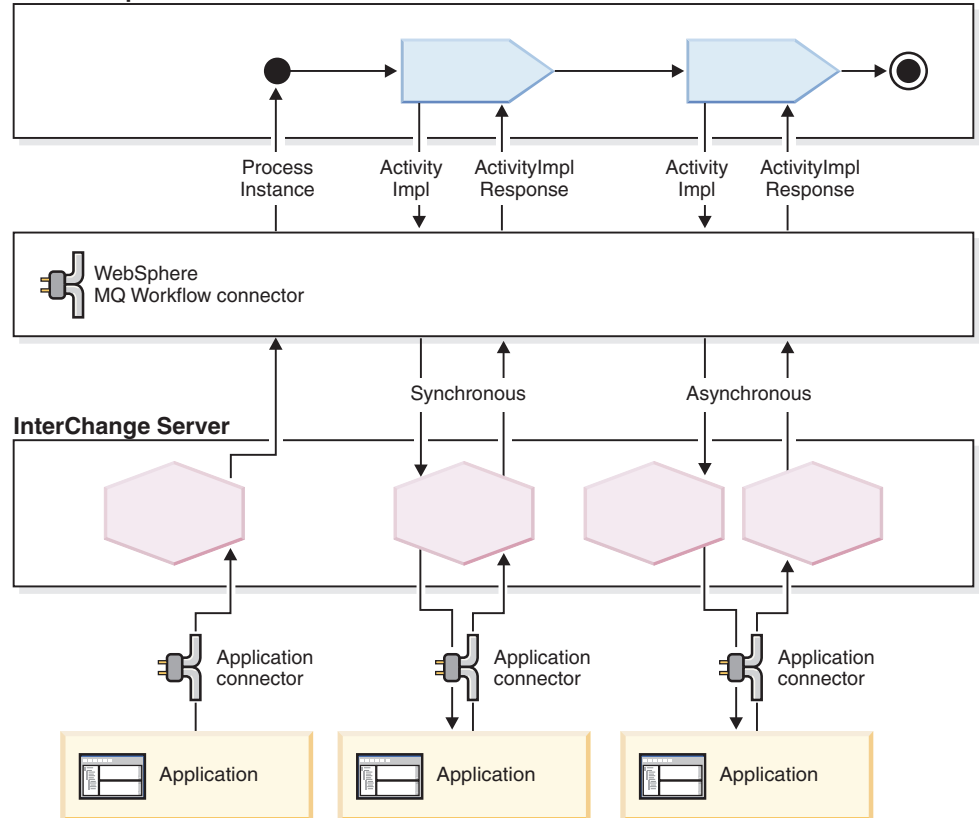 Process
Instance
Activity
Impl
ActivityImpl
Response
Activity
Impl
ActivityImpl
Response
WebSphere
MQ Workflow connector
Synchronous
Asynchronous
InterChange Server
Application
connector
Application
connector
Application
connector
Application
Application
Application